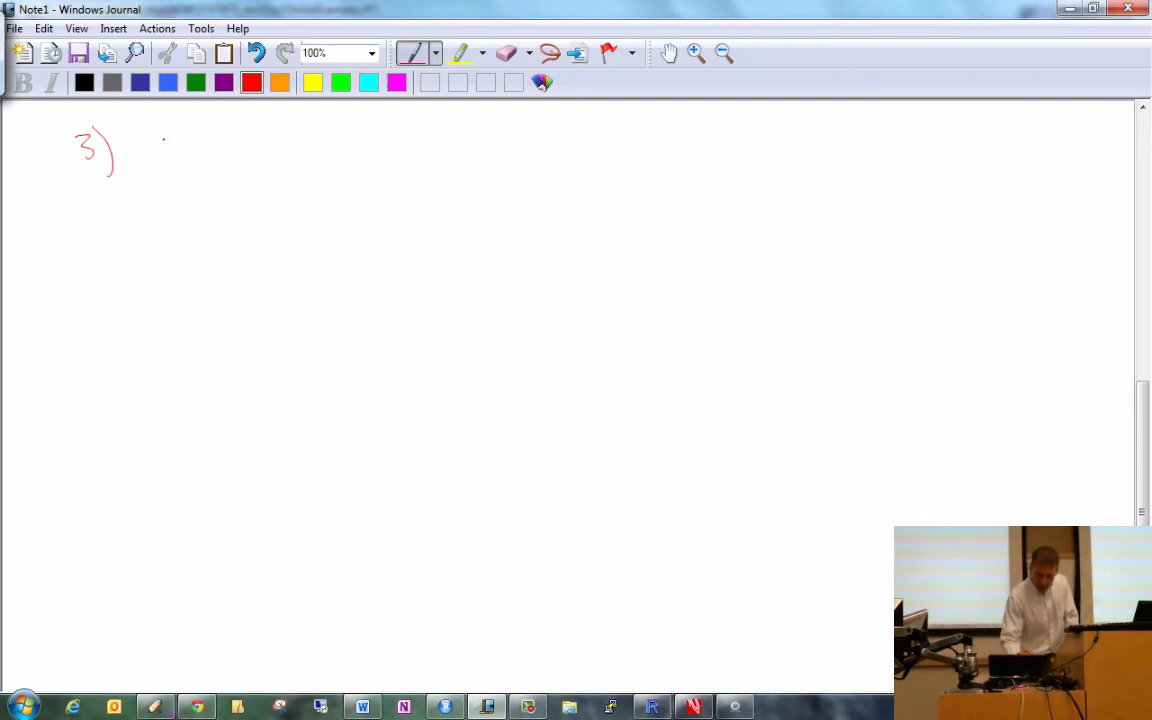 Note1 - Windows Journal
File Edit View Insert Actions Tools Help
100%
B I
3)